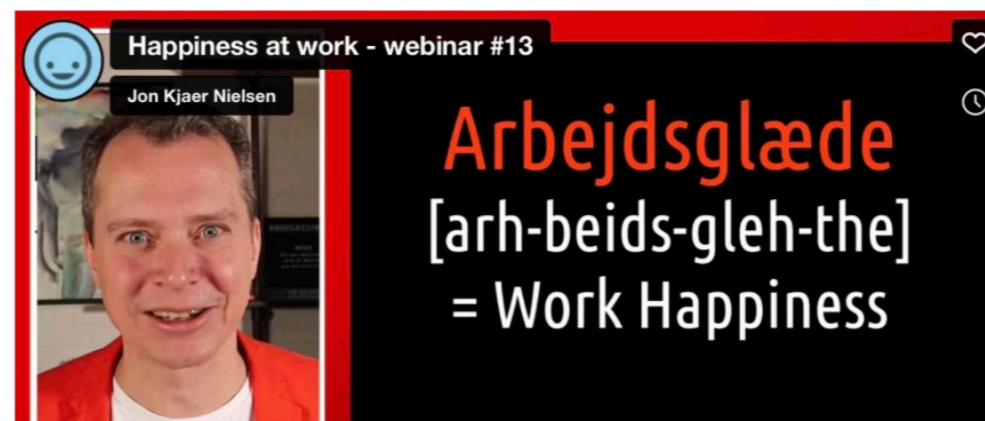 Happiness at work - webinar #13
Jon Kjaer Nielsen
Arbejdsglæde
[arh-beids-gleh-the]
= Work Happiness